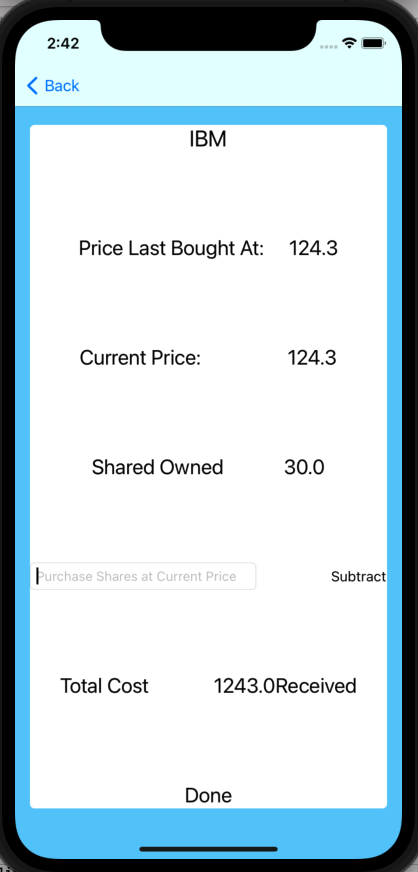 2:42
Back
IBM
Price Last Bought At: 124.3
Current Price: 124.3
Shared Owned 30.0
Purchase Shares at Current Price Subtract
Total Cost 1243.0Received
Done